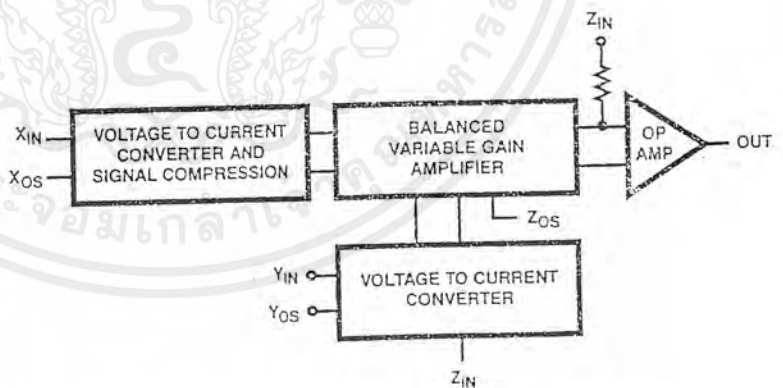 Z_IN
X_IN
X_OS
VOLTAGE TO CURRENT
CONVERTER AND
SIGNAL COMPRESSION
BALANCED
VARIABLE GAIN
AMPLIFIER
OP
AMP
OUT
Z_OS
Y_IN
Y_OS
VOLTAGE TO CURRENT
CONVERTER
Z_IN